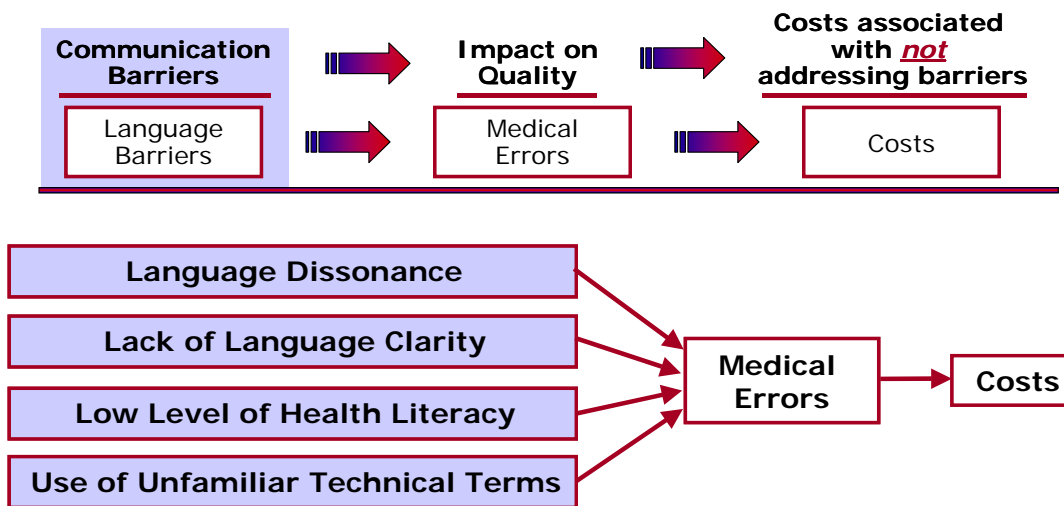 Communication
Barriers
Impact on
Quality
Costs associated
with not
addressing barriers
Language
Barriers
Medical
Errors
Costs
Language Dissonance
Lack of Language Clarity
Low Level of Health Literacy
Use of Unfamiliar Technical Terms
Medical
Errors
Costs